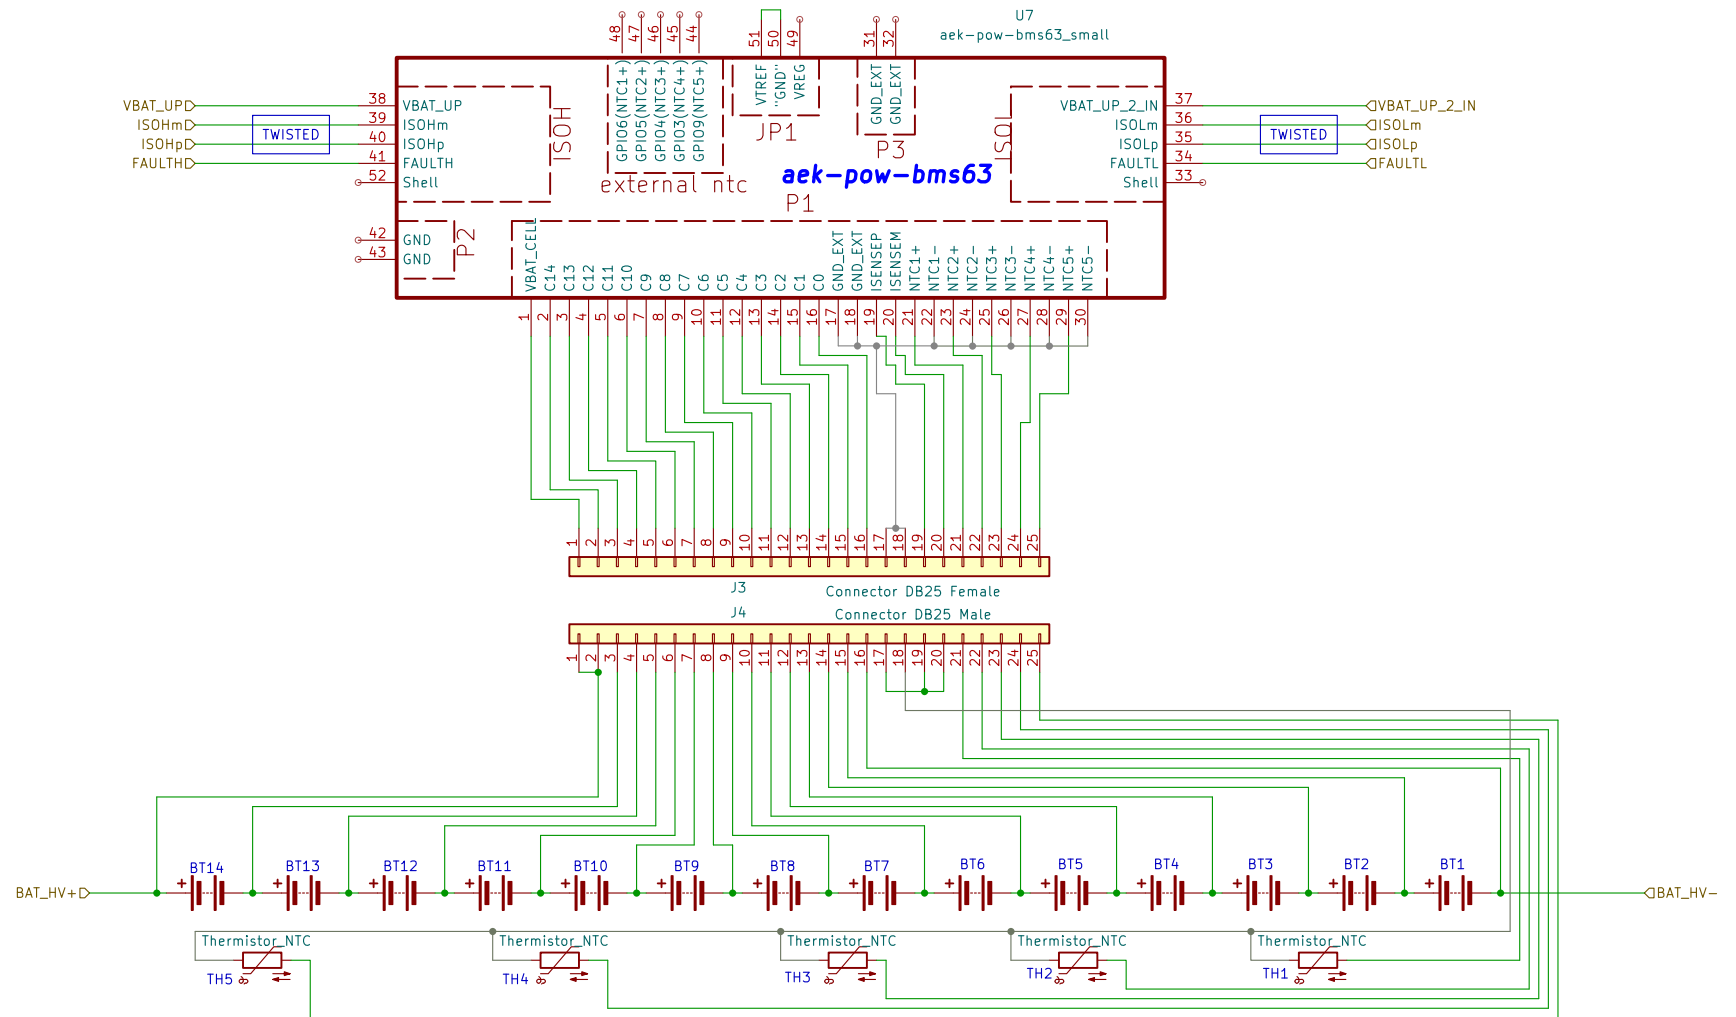 U7
aek-pow-bms63_small
48
47
46
45
44
51
50
49
31
32
GPIO6(NTC1+)
GPIO5(NTC2+)
GPIO4(NTC3+)
GPIO3(NTC4+)
GPIO9(NTC5+)
external ntc
VTREF
"GND"
VREG
JP1
GND_EXT
GND_EXT
P3
VBAT_UP 38 VBAT_UP
ISOHm 39 ISOHm
ISOHp 40 ISOHp
FAULTH 41 FAULTH
52 Shell
TWISTED
ISOH
VBAT_UP_2_IN 37 VBAT_UP_2_IN
ISOLm 36 ISOLm
ISOLp 35 ISOLp
FAULTL 34 FAULTL
Shell 33
TWISTED
ISOL
aek-pow-bms63
P1
42 GND
43 GND
P2
VBAT_CELL
C14
C13
C12
C11
C10
C9
C8
C7
C6
C5
C4
C3
C2
C1
C0
GND_EXT
GND_EXT
ISENSEP
ISENSEM
NTC1+
NTC1-
NTC2+
NTC2-
NTC3+
NTC3-
NTC4+
NTC4-
NTC5+
NTC5-
1 2 3 4 5 6 7 8 9 10 11 12 13 14 15 16 17 18 19 20 21 22 23 24 25 26 27 28 29 30
1 2 3 4 5 6 7 8 9 10 11 12 13 14 15 16 17 18 19 20 21 22 23 24 25
J3
Connector DB25 Female
J4
Connector DB25 Male
1 2 3 4 5 6 7 8 9 10 11 12 13 14 15 16 17 18 19 20 21 22 23 24 25
BT14 BT13 BT12 BT11 BT10 BT9 BT8 BT7 BT6 BT5 BT4 BT3 BT2 BT1
BAT_HV+
BAT_HV-
Thermistor_NTC Thermistor_NTC Thermistor_NTC Thermistor_NTC Thermistor_NTC
TH5 TH4 TH3 TH2 TH1